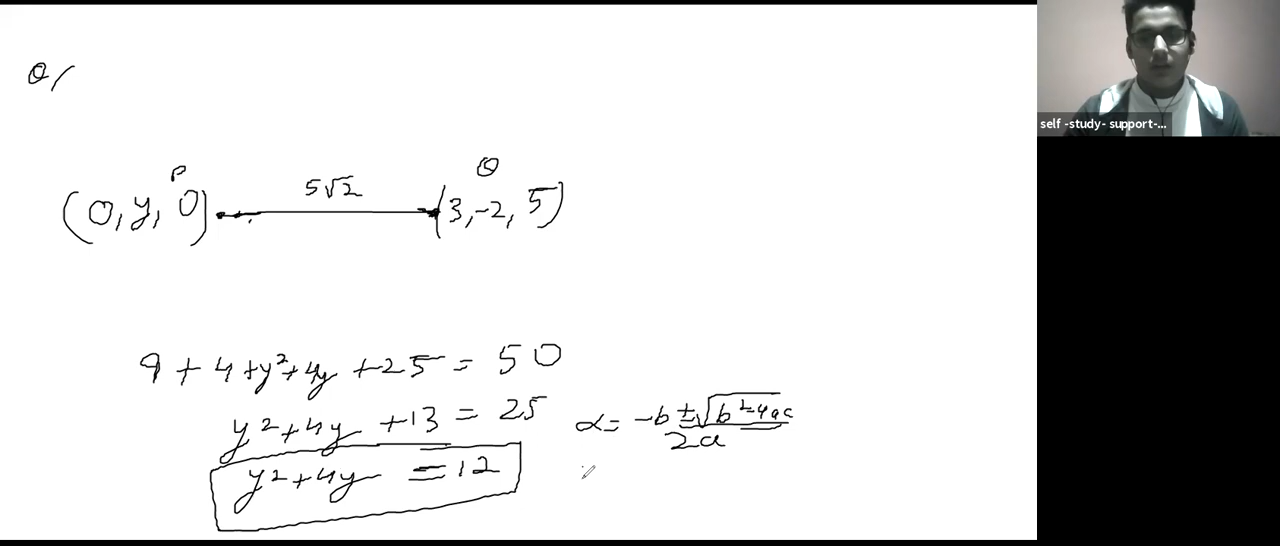 Q/
P
Q
5√2
(0, y, 0)
(3, -2, 5)
9 + 4 + y² + 4y + 25 = 50
y² + 4y + 13 = 25
α = -b ± √b² - 4ac / 2a
y² + 4y = 12
self -study- support-...